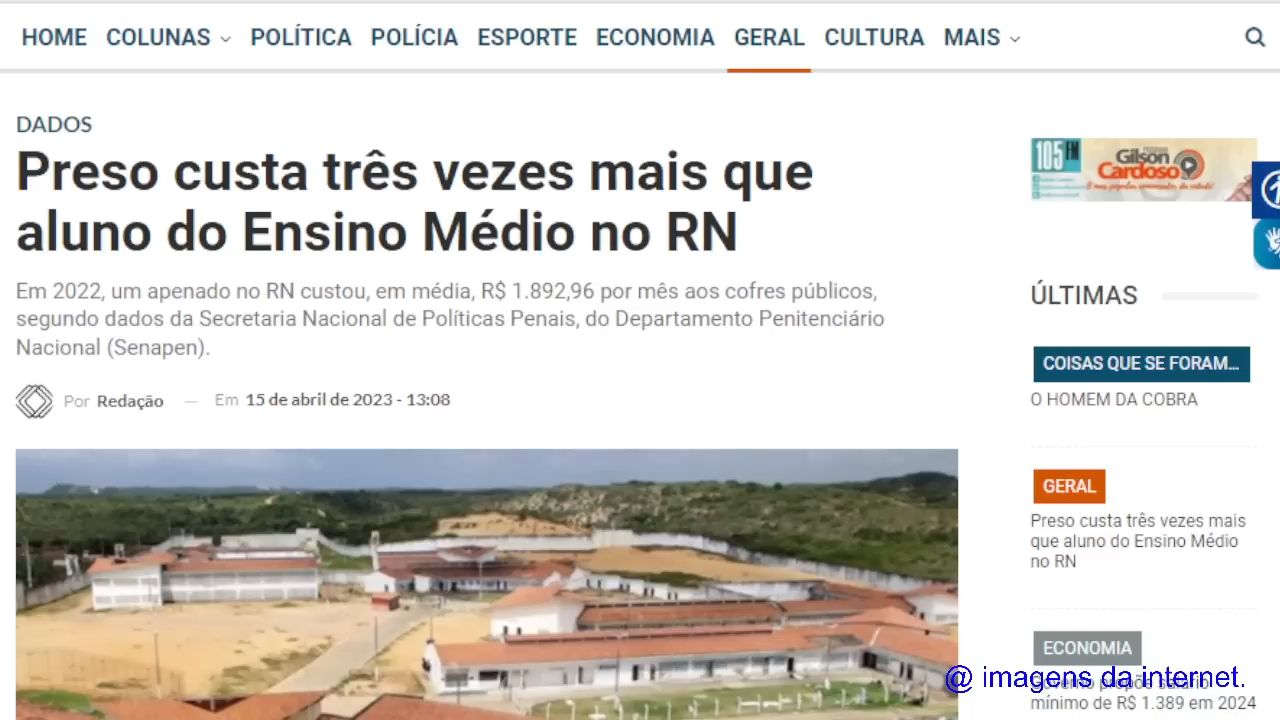 HOME COLUNAS POLÍTICA POLÍCIA ESPORTE ECONOMIA GERAL CULTURA MAIS
DADOS
Preso custa três vezes mais que
aluno do Ensino Médio no RN
Em 2022, um apenado no RN custou, em média, R$ 1.892,96 por mês aos cofres públicos,
segundo dados da Secretaria Nacional de Políticas Penais, do Departamento Penitenciário
Nacional (Senapen).
Por Redação — Em 15 de abril de 2023 - 13:08
105 FM
Gilson
Cardoso
ÚLTIMAS
COISAS QUE SE FORAM...
O HOMEM DA COBRA
GERAL
Preso custa três vezes mais
que aluno do Ensino Médio
no RN
ECONOMIA
@ imagens da internet.
Governo propõe salário
mínimo de R$ 1.389 em 2024